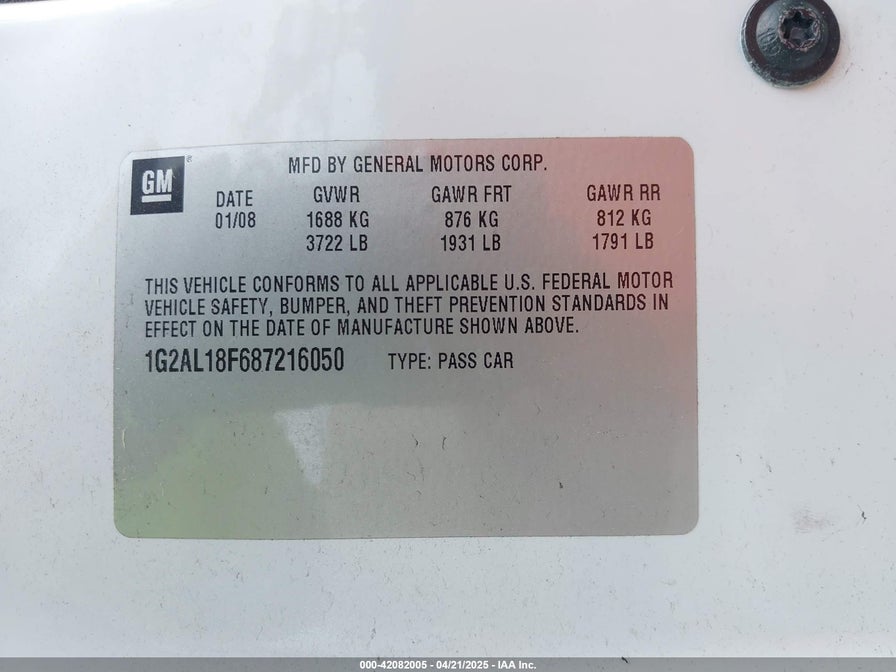 MFD BY GENERAL MOTORS CORP.
GM
®
DATE GVWR GAWR FRT GAWR RR
01/08 1688 KG 876 KG 812 KG
3722 LB 1931 LB 1791 LB
THIS VEHICLE CONFORMS TO ALL APPLICABLE U.S. FEDERAL MOTOR
VEHICLE SAFETY, BUMPER, AND THEFT PREVENTION STANDARDS IN
EFFECT ON THE DATE OF MANUFACTURE SHOWN ABOVE.
1G2AL18F687216050 TYPE: PASS CAR
000-42082005 - 04/21/2025 - IAA Inc.